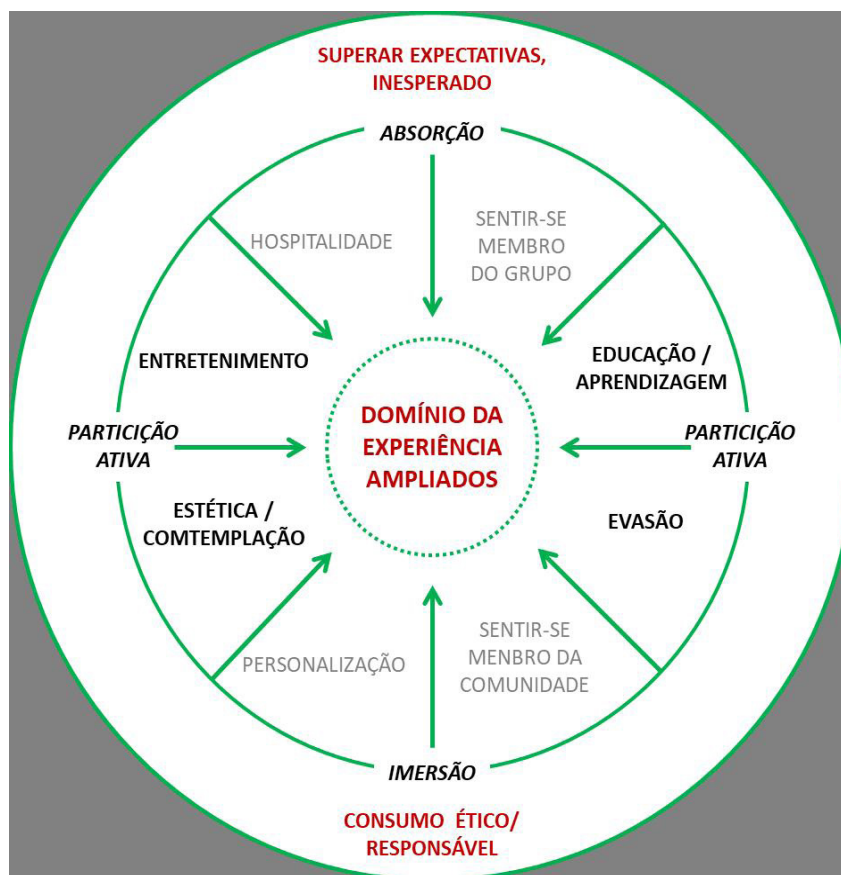 SUPERAR EXPECTATIVAS,
INESPERADO
ABSORÇÃO
HOSPITALIDADE
SENTIR-SE
MEMBRO
DO GRUPO
ENTRETENIMENTO
EDUCAÇÃO /
APRENDIZAGEM
PARTICIÇÃO
ATIVA
DOMÍNIO DA
EXPERIÊNCIA
AMPLIADOS
PARTICIÇÃO
ATIVA
ESTÉTICA /
COMTEMPLAÇÃO
EVASÃO
PERSONALIZAÇÃO
SENTIR-SE
MENBRO DA
COMUNIDADE
IMERSÃO
CONSUMO ÉTICO/
RESPONSÁVEL